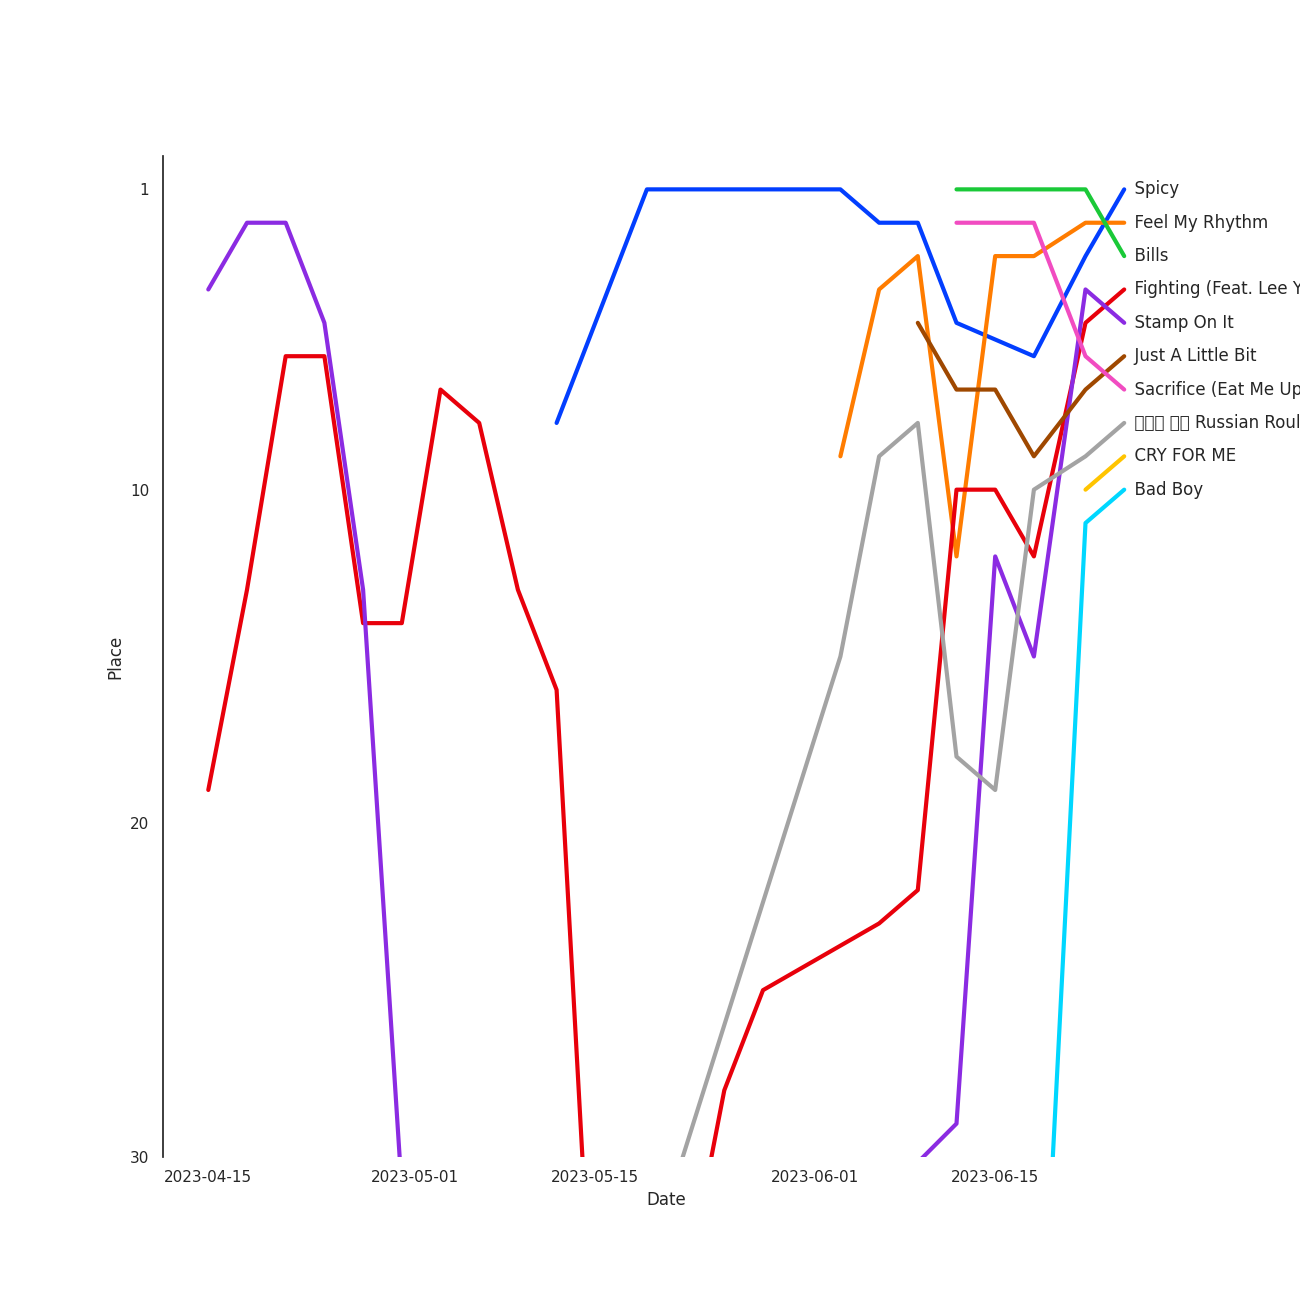 1
10
20
30
Place
2023-04-15
2023-05-01
2023-05-15
2023-06-01
2023-06-15
Date
Spicy
Feel My Rhythm
Bills
Fighting (Feat. Lee Y
Stamp On It
Just A Little Bit
Sacrifice (Eat Me Up
Russian Roul
CRY FOR ME
Bad Boy